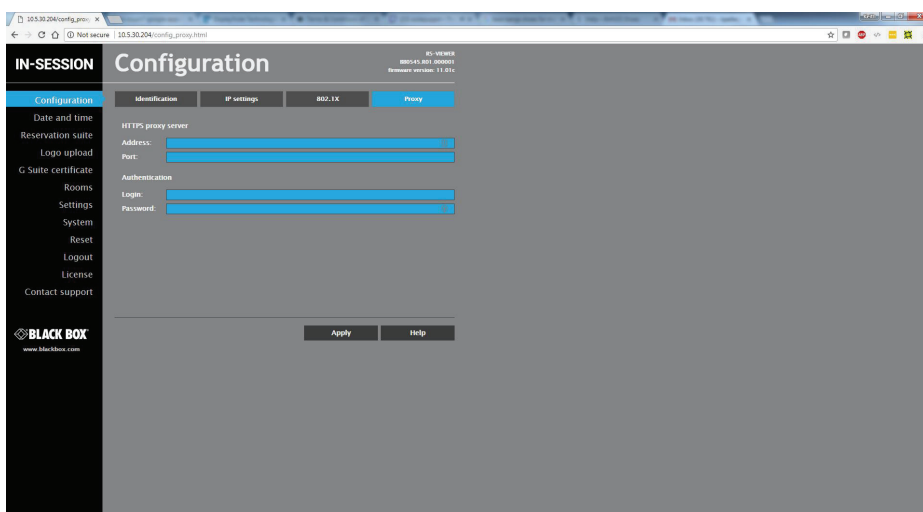 10.5.30.204/config_prox
Not secure | 10.5.30.204/config_proxy.html
IN-SESSION
Configuration
RS-VIEWER
firmware version: 11.01c
Identification
IP settings
802.1X
Proxy
Configuration
Date and time
Reservation suite
Logo upload
G Suite certificate
Rooms
Settings
System
Reset
Logout
License
Contact support
HTTPS proxy server
Address:
Port:
Authentication
Login:
Password:
Apply
Help
BLACK BOX
www.blackbox.com